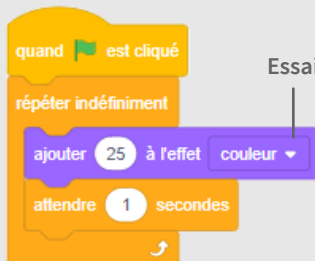 quand est cliqué
Essai
répéter indéfiniment
ajouter 25 à l'effet couleur
attendre 1 secondes